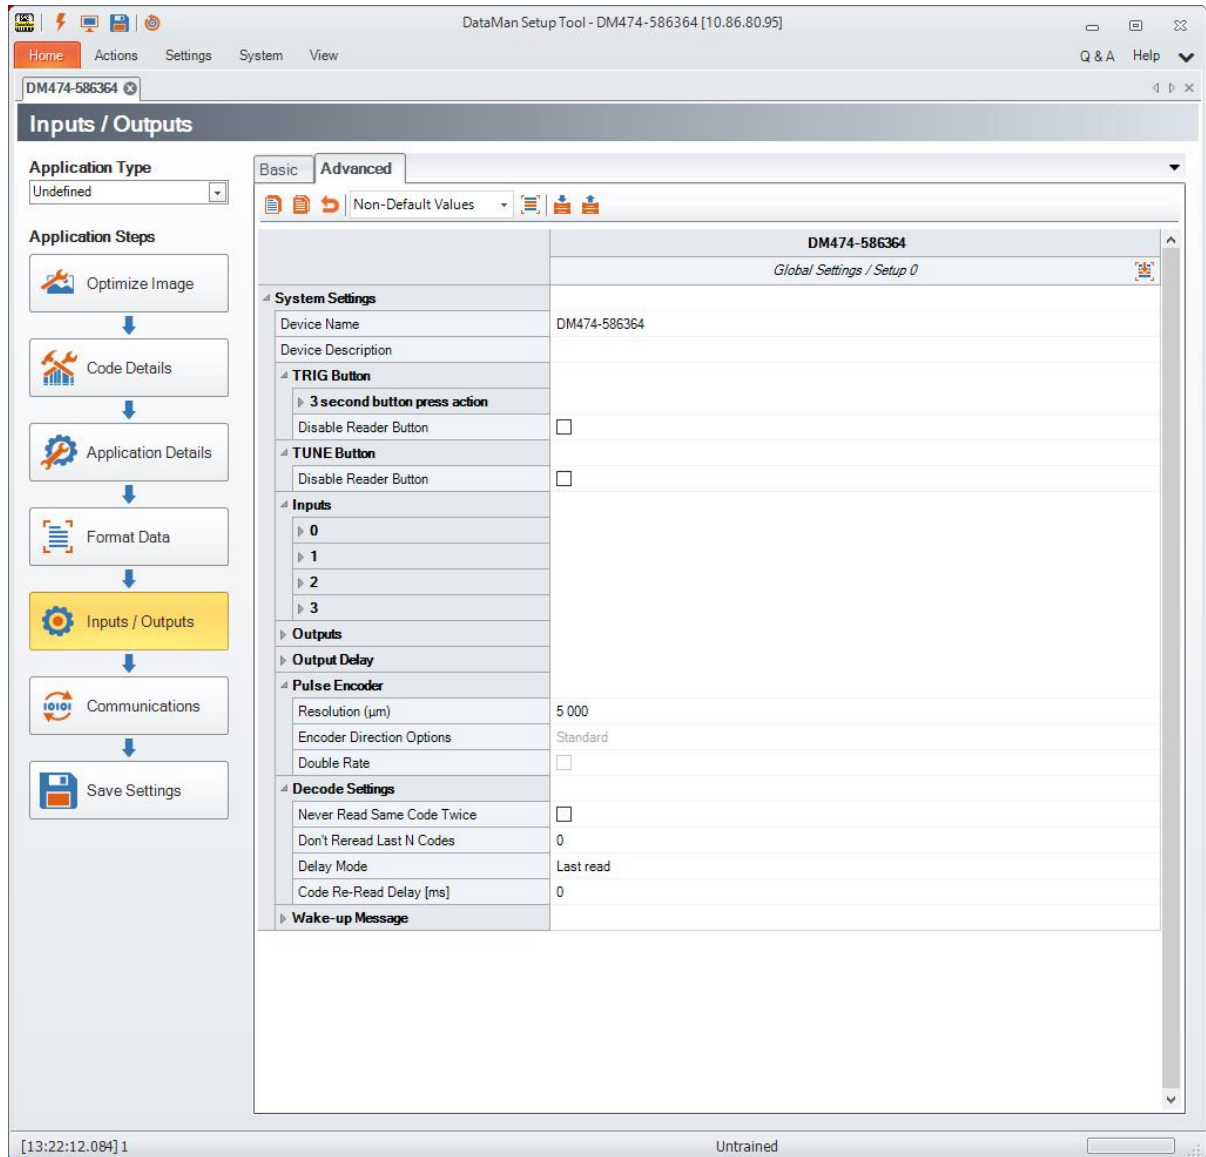 DataMan Setup Tool - DM474-586364 [10.86.80.95]
Home Actions Settings System View Q & A Help
DM474-586364
Inputs / Outputs
Application Type
Undefined
Application Steps
Optimize Image
Code Details
Application Details
Format Data
Inputs / Outputs
Communications
Save Settings
Basic Advanced
Non-Default Values
DM474-586364
Global Settings / Setup 0
System Settings
Device Name DM474-586364
Device Description
TRIG Button
3 second button press action
Disable Reader Button
TUNE Button
Disable Reader Button
Inputs
0
1
2
3
Outputs
Output Delay
Pulse Encoder
Resolution (µm) 5 000
Encoder Direction Options Standard
Double Rate
Decode Settings
Never Read Same Code Twice
Don't Reread Last N Codes 0
Delay Mode Last read
Code Re-Read Delay [ms] 0
Wake-up Message
[13:22:12.084] 1 Untrained